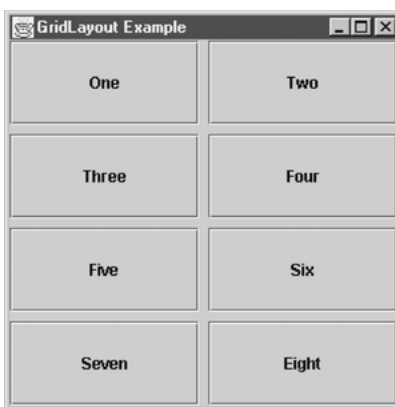 GridLayout Example
One
Two
Three
Four
Five
Six
Seven
Eight